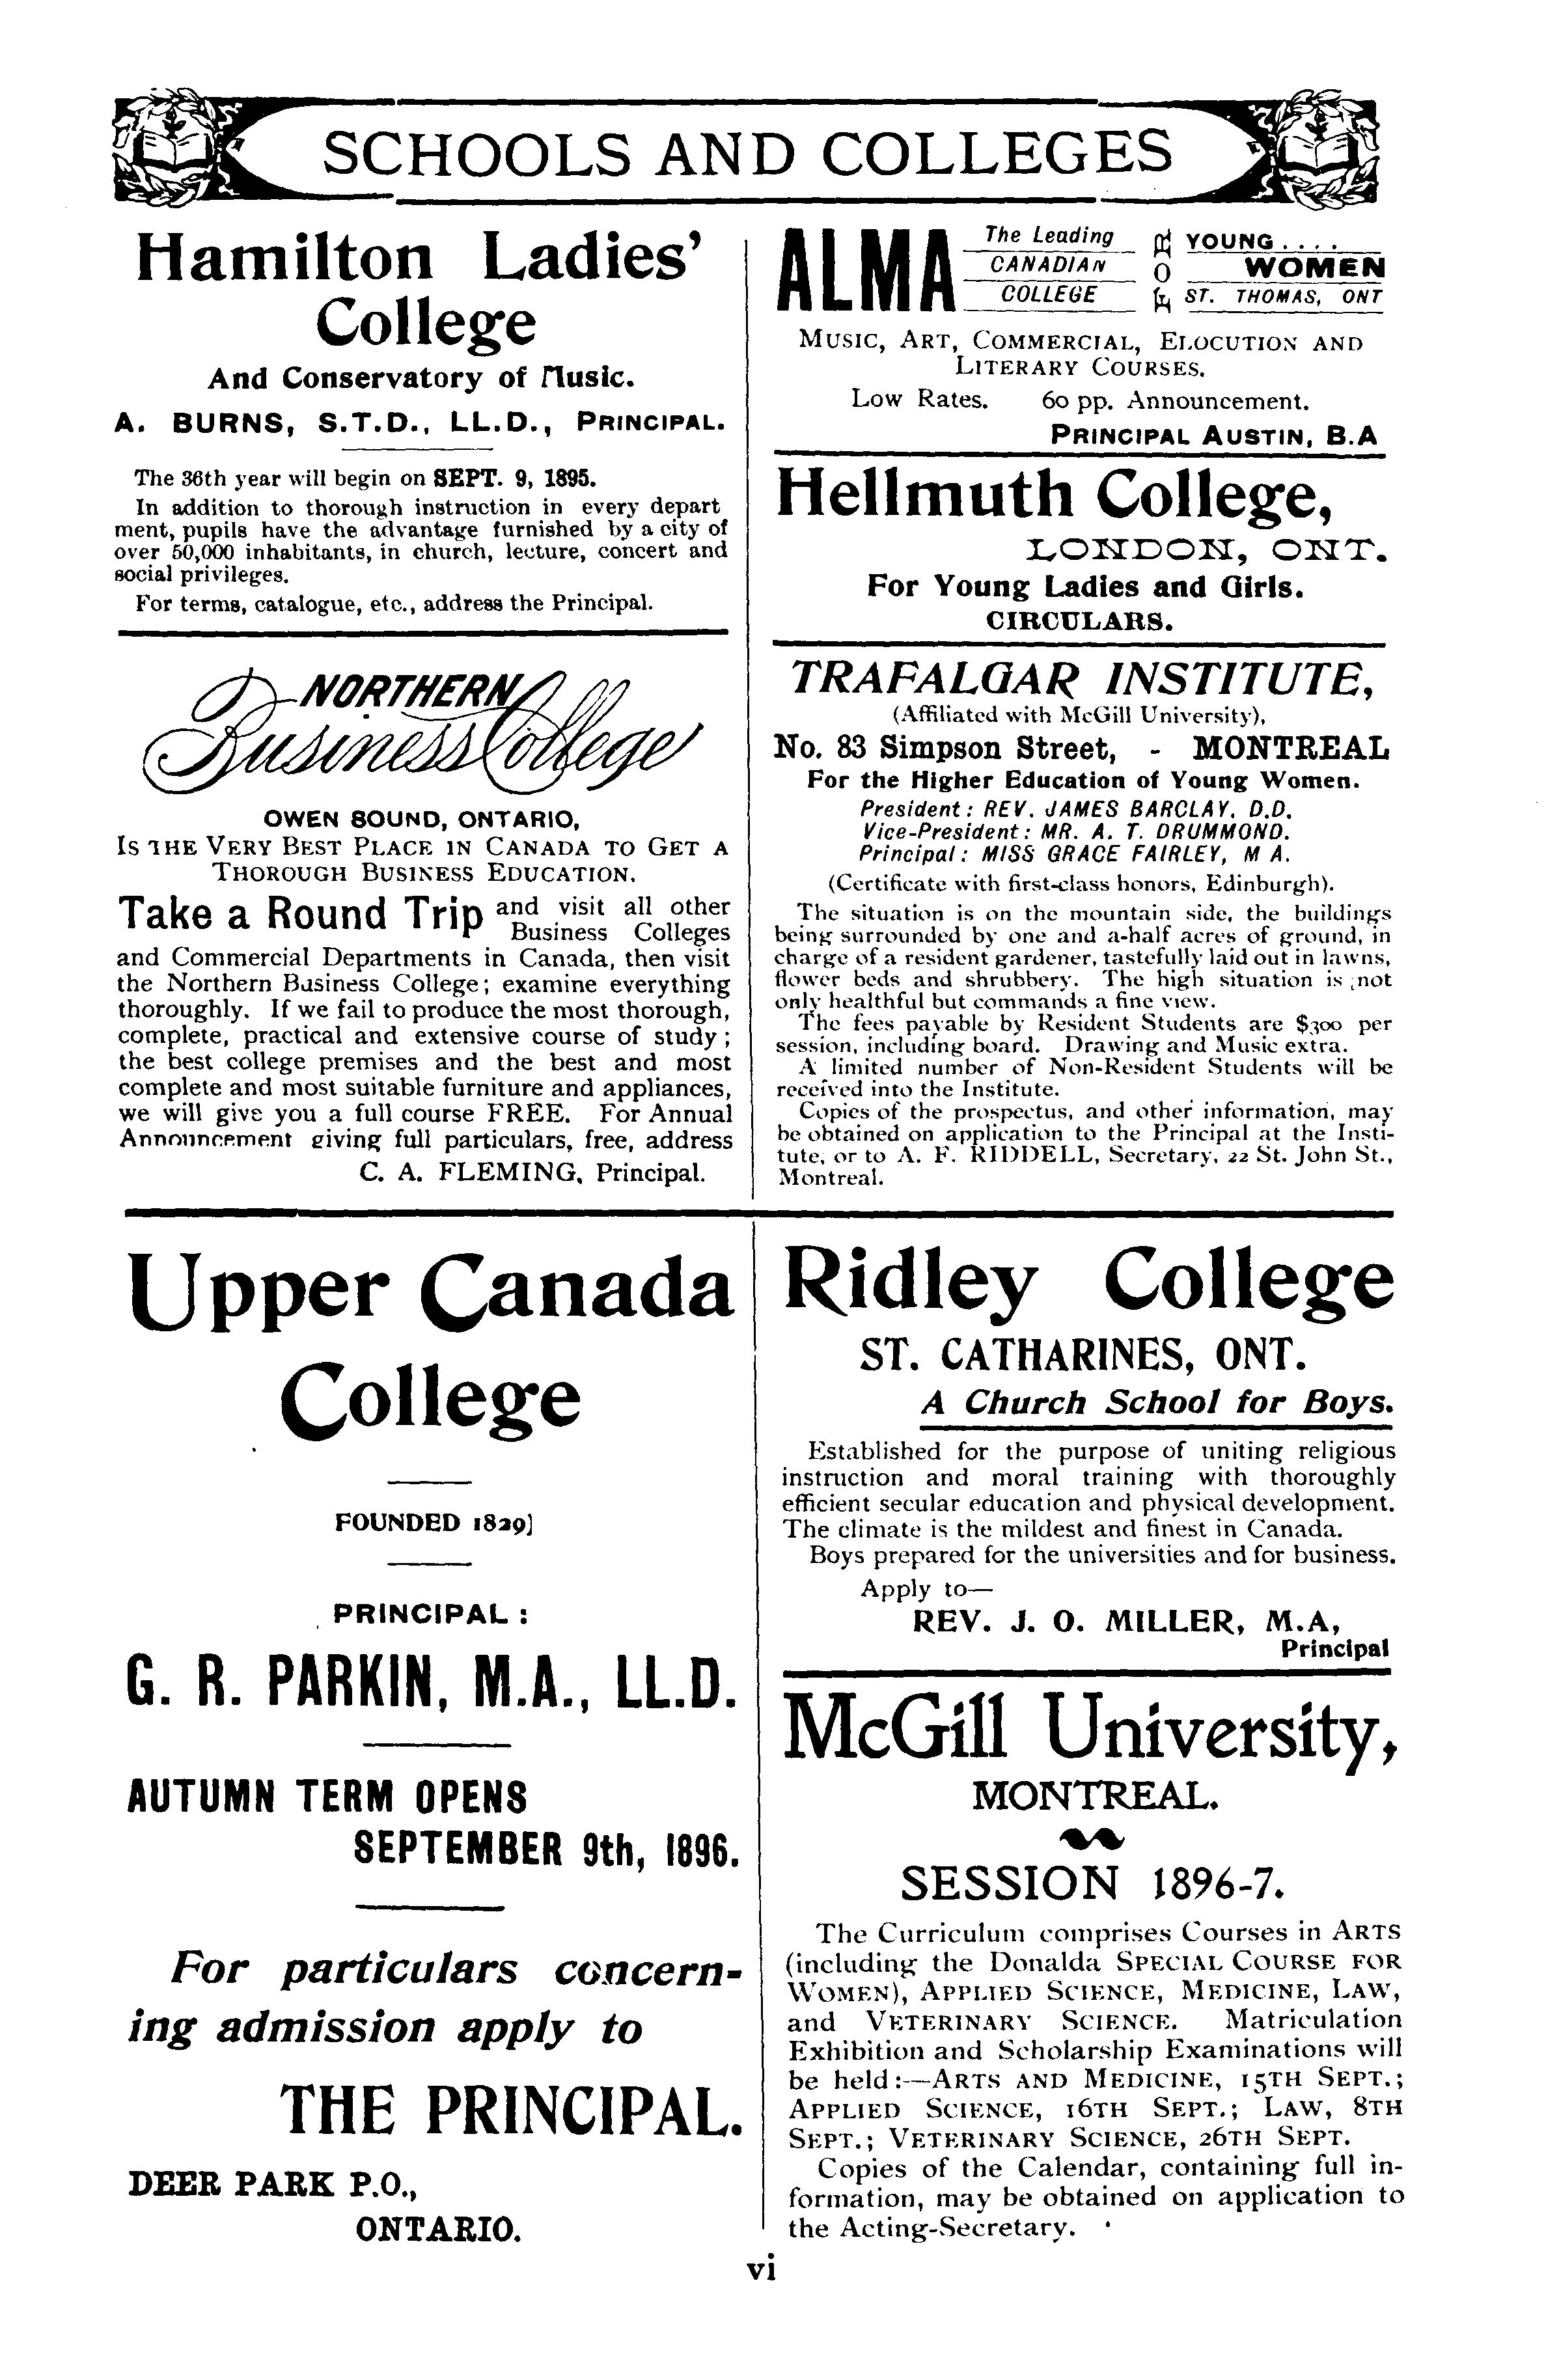 SCHOOLS AND COLLEGES
Hamilton Ladies'
College
And Conservatory of Music.
A. BURNS, S.T.D., LL.D., PRINCIPAL.
The 36th year will begin on SEPT. 9, 1895.
In addition to thorough instruction in every depart
ment, pupils have the advantage furnished by a city of
over 50,000 inhabitants, in church, lecture, concert and
social privileges.
For terms, catalogue, etc., address the Principal.
NORTHERN
Business College
OWEN SOUND, ONTARIO,
IS THE VERY BEST PLACE IN CANADA TO GET A
THOROUGH BUSINESS EDUCATION.
Take a Round Trip and visit all other
Business Colleges
and Commercial Departments in Canada, then visit
the Northern Business College; examine everything
thoroughly. If we fail to produce the most thorough,
complete, practical and extensive course of study;
the best college premises and the best and most
complete and most suitable furniture and appliances,
we will give you a full course FREE. For Annual
Announcement giving full particulars, free, address
C. A. FLEMING, Principal.
ALMA
The Leading
CANADIAN
COLLEGE
FOR
YOUNG....
WOMEN
ST. THOMAS, ONT
MUSIC, ART, COMMERCIAL, ELOCUTION AND
LITERARY COURSES.
Low Rates. 60 pp. Announcement.
PRINCIPAL AUSTIN, B.A
Hellmuth College,
LONDON, ONT.
For Young Ladies and Girls.
CIRCULARS.
TRAFALGAR INSTITUTE,
(Affiliated with McGill University),
No. 83 Simpson Street, - MONTREAL
For the Higher Education of Young Women.
President: REV. JAMES BARCLAY, D.D.
Vice-President: MR. A. T. DRUMMOND.
Principal: MISS GRACE FAIRLEY, M A.
(Certificate with first-class honors, Edinburgh).
The situation is on the mountain side, the buildings
being surrounded by one and a-half acres of ground, in
charge of a resident gardener, tastefully laid out in lawns,
flower beds and shrubbery. The high situation is not
only healthful but commands a fine view.
The fees payable by Resident Students are $300 per
session, including board. Drawing and Music extra.
A limited number of Non-Resident Students will be
received into the Institute.
Copies of the prospectus, and other information, may
be obtained on application to the Principal at the Insti-
tute, or to A. F. RIDDELL, Secretary, 22 St. John St.,
Montreal.
Upper Canada
College
FOUNDED 1829]
PRINCIPAL:
G. R. PARKIN, M.A., LL.D.
AUTUMN TERM OPENS
SEPTEMBER 9th, 1896.
For particulars concern-
ing admission apply to
THE PRINCIPAL.
DEER PARK P.O.,
ONTARIO.
Ridley College
ST. CATHARINES, ONT.
A Church School for Boys.
Established for the purpose of uniting religious
instruction and moral training with thoroughly
efficient secular education and physical development.
The climate is the mildest and finest in Canada.
Boys prepared for the universities and for business.
Apply to—
REV. J. O. MILLER, M.A,
Principal
McGill University,
MONTREAL.
SESSION 1896-7.
The Curriculum comprises Courses in ARTS
(including the Donalda SPECIAL COURSE FOR
WOMEN), APPLIED SCIENCE, MEDICINE, LAW,
and VETERINARY SCIENCE. Matriculation
Exhibition and Scholarship Examinations will
be held:—ARTS AND MEDICINE, 15TH SEPT.;
APPLIED SCIENCE, 16TH SEPT.; LAW, 8TH
SEPT.; VETERINARY SCIENCE, 26TH SEPT.
Copies of the Calendar, containing full in-
formation, may be obtained on application to
the Acting-Secretary.
vi